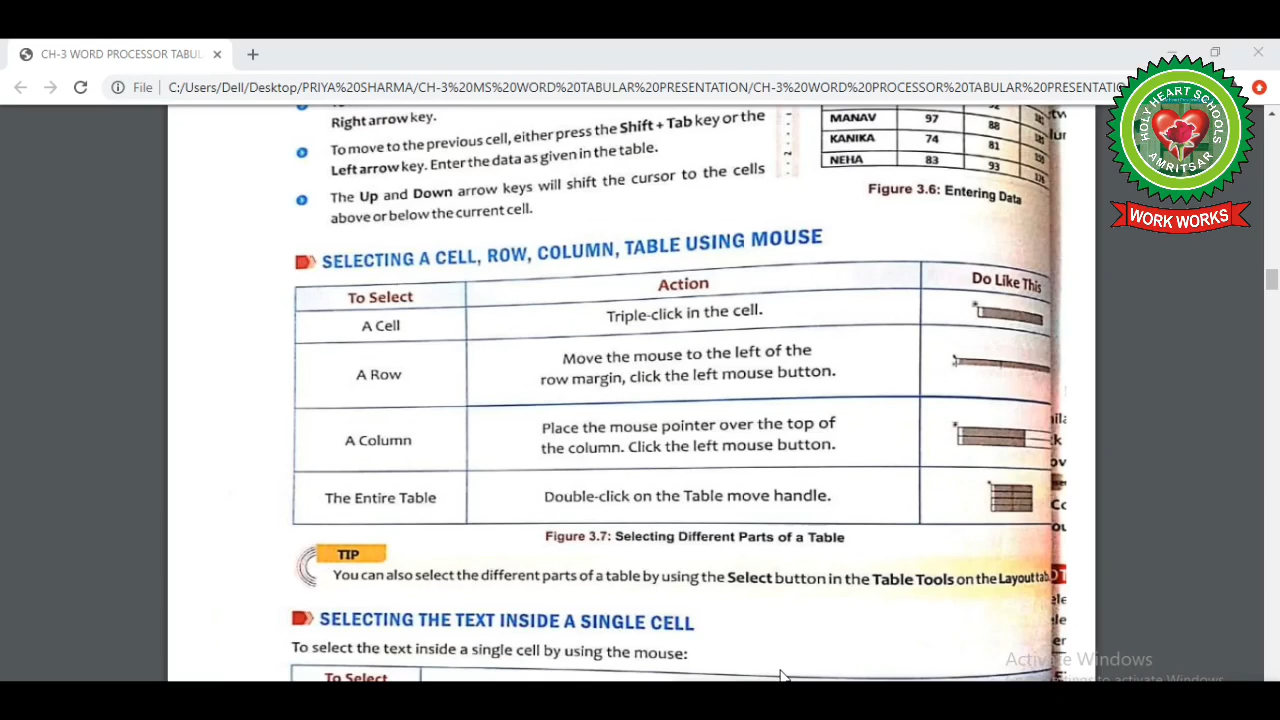 CH-3 WORD PROCESSOR TABUL
File
C:/Users/Dell/Desktop/PRIYA%20SHARMA/CH-3%20MS%20WORD%20TABULAR%20PRESENTATION/CH-3%20WORD%20PROCESSOR%20TABULAR%20PRESENTATIO
HOLY HEART SCHOOLS
AMRITSAR
WORK WORKS
Right arrow key.
To move to the previous cell, either press the Shift + Tab key or the
Left arrow key. Enter the data as given in the table.
The Up and Down arrow keys will shift the cursor to the cells
above or below the current cell.
MANAV 97 88
KANIKA 74 81
NEHA 83 93
Figure 3.6: Entering Data
SELECTING A CELL, ROW, COLUMN, TABLE USING MOUSE
To Select Action Do Like This
A Cell Triple-click in the cell.
A Row Move the mouse to the left of the
row margin, click the left mouse button.
A Column Place the mouse pointer over the top of
the column. Click the left mouse button.
The Entire Table Double-click on the Table move handle.
Figure 3.7: Selecting Different Parts of a Table
TIP
You can also select the different parts of a table by using the Select button in the Table Tools on the Layout tab
SELECTING THE TEXT INSIDE A SINGLE CELL
To select the text inside a single cell by using the mouse:
To Select
Activate Windows